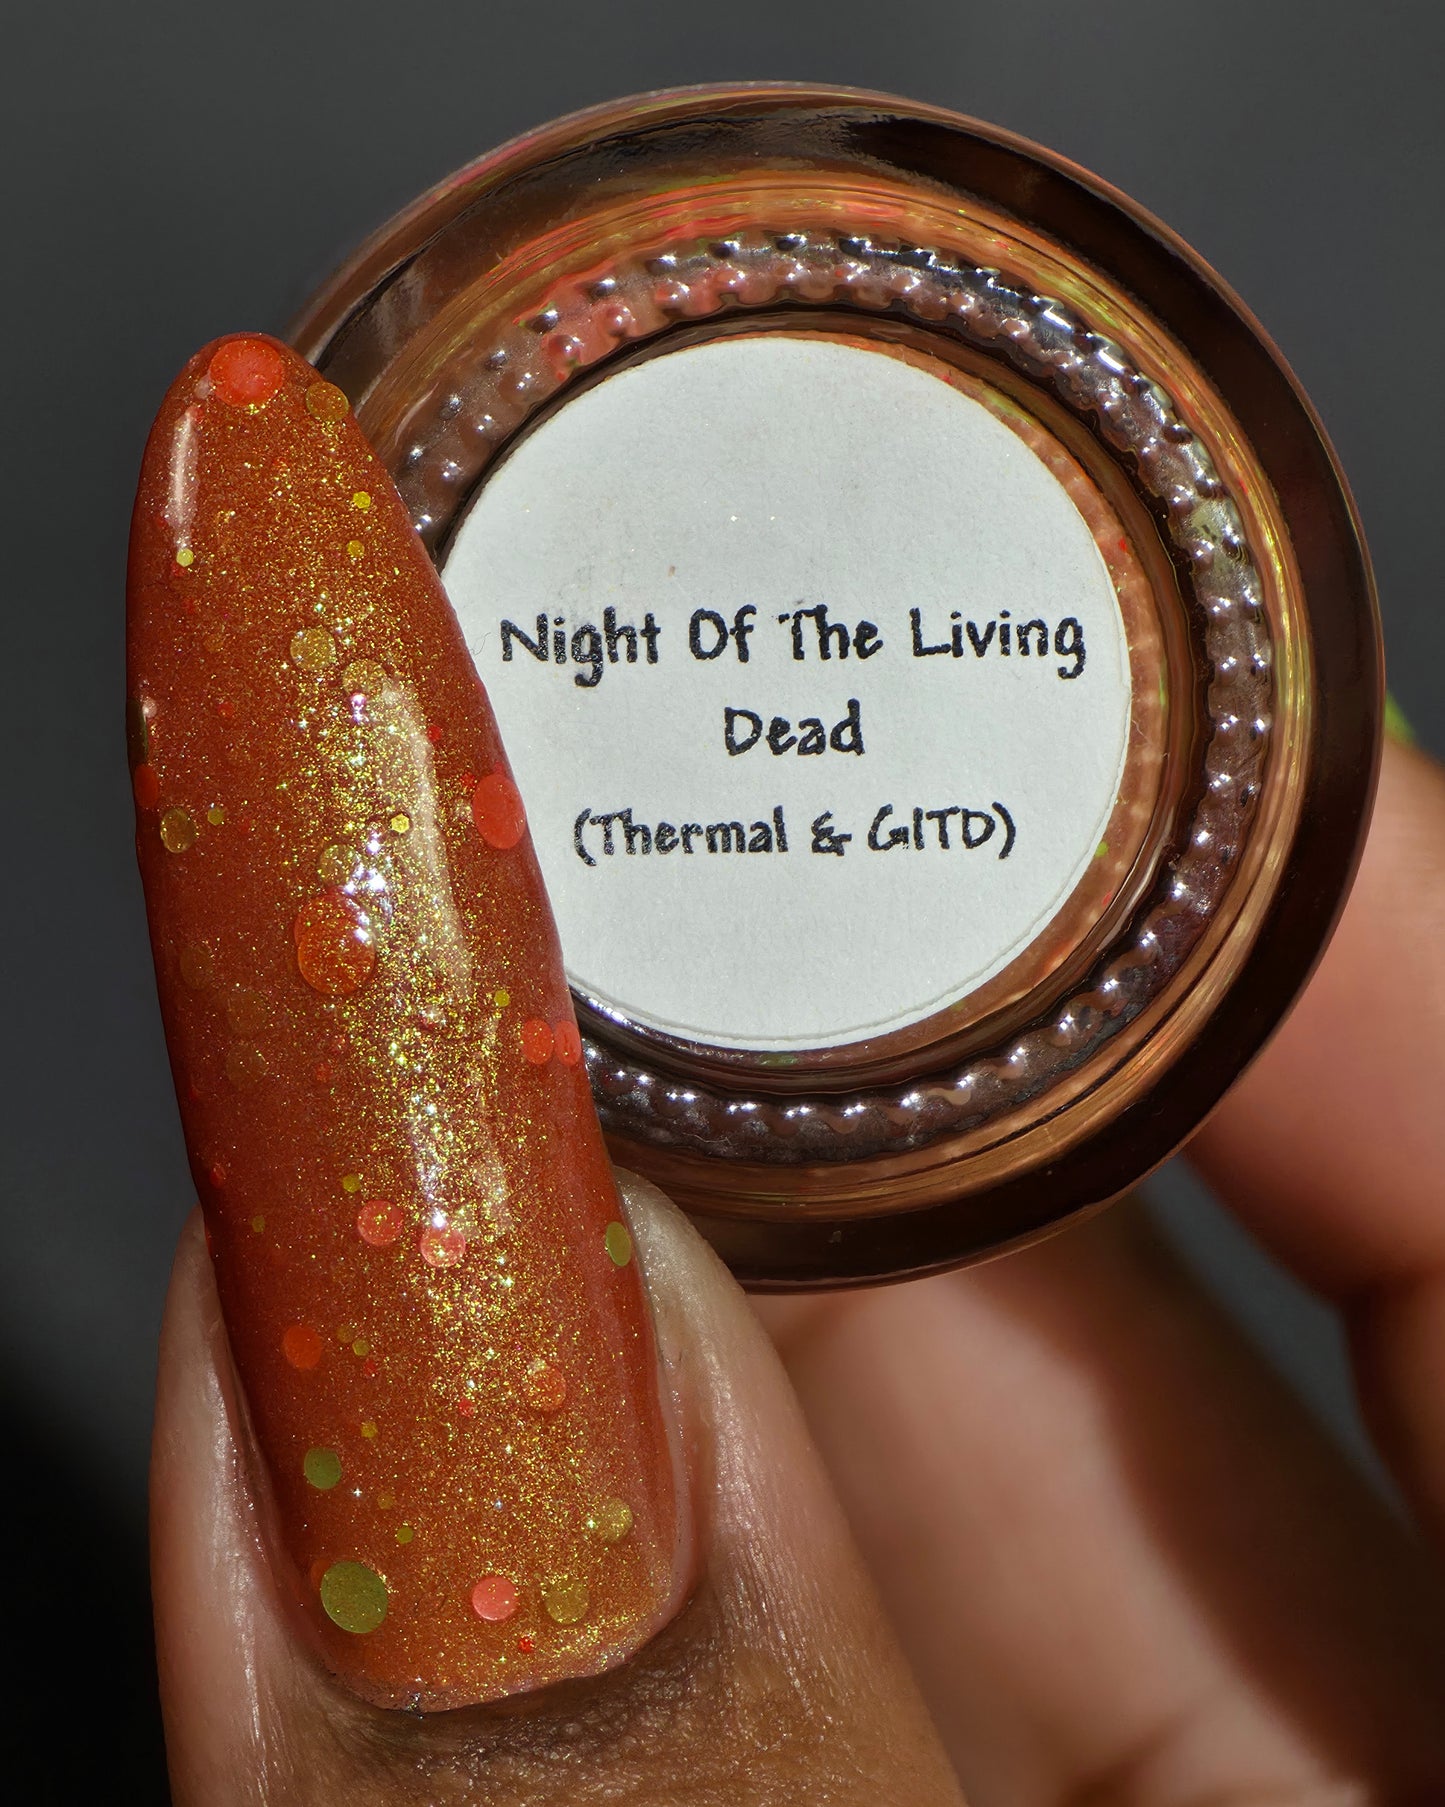 Night Of The Living
Dead
(Thermal & GITD)